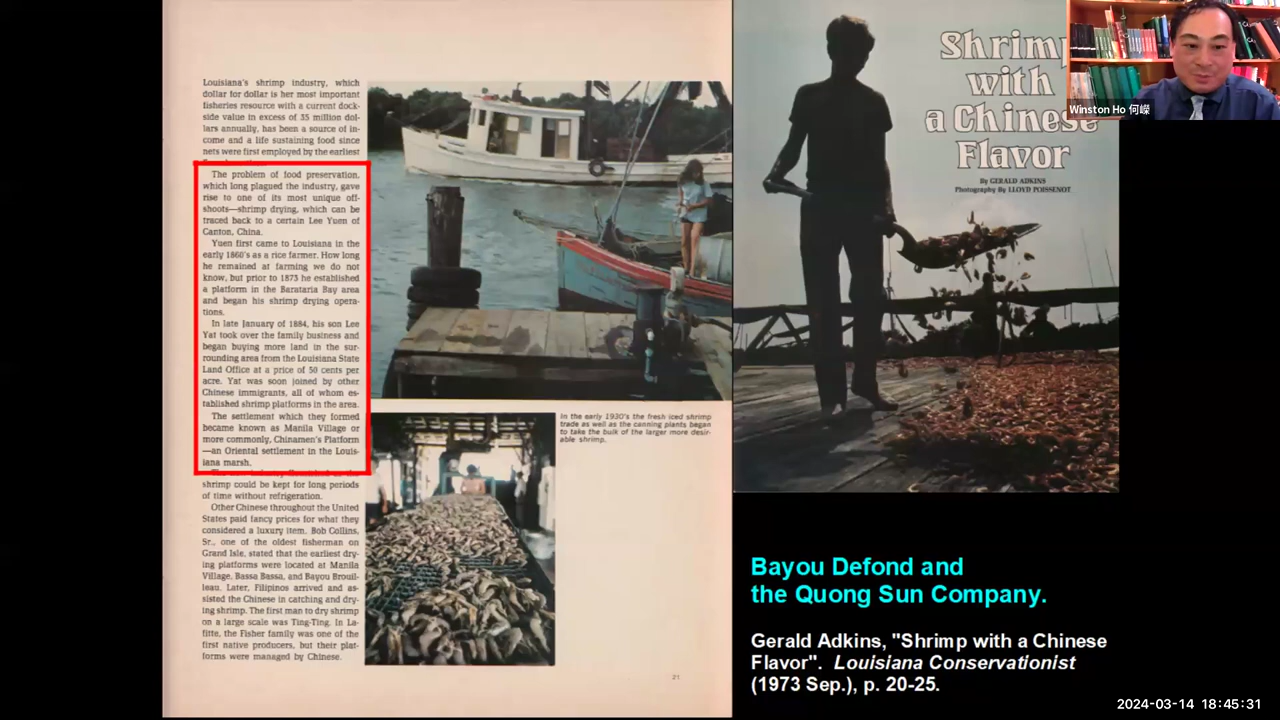 Louisiana's shrimp industry, which
dollar for dollar is her most important
fisheries resource with a current dock-
side value in excess of 35 million dol-
lars annually, has been a source of in-
come and a life sustaining food since
nets were first employed by the earliest
The problem of food preservation,
which long plagued the industry, gave
rise to one of its most unique off-
shoots—shrimp drying, which can be
traced back to a certain Lee Yuen of
Canton, China.
Yuen first came to Louisiana in the
early 1860's as a rice farmer. How long
he remained at farming we do not
know, but prior to 1873 he established
a platform in the Barataria Bay area
and began his shrimp drying opera-
tions.
In late January of 1884, his son Lee
Yat took over the family business and
began buying more land in the sur-
rounding area from the Louisiana State
Land Office at a price of 50 cents per
acre. Yat was soon joined by other
Chinese immigrants, all of whom es-
tablished shrimp platforms in the area.
The settlement which they formed
became known as Manila Village or
more commonly, Chinamen's Platform
—an Oriental settlement in the Louis-
iana marsh.
shrimp could be kept for long periods
of time without refrigeration.
Other Chinese throughout the United
States paid fancy prices for what they
considered a luxury item. Bob Collins,
Sr., one of the oldest fisherman on
Grand Isle, stated that the earliest dry-
ing platforms were located at Manila
Village, Bassa Bassa, and Bayou Brouil-
leau. Later, Filipinos arrived and as-
sisted the Chinese in catching and dry-
ing shrimp. The first man to dry shrimp
on a large scale was Ting-Ting. In La-
fitte, the Fisher family was one of the
first native producers, but their plat-
forms were managed by Chinese.
In the early 1930's the fresh iced shrimp
trade as well as the canning plants began
to take the bulk of the larger more desir-
able shrimp.
21
Shrimp
with
a Chinese
Flavor
By GERALD ADKINS
Photography By LLOYD POISSENOT
Winston Ho 何嶸
Bayou Defond and
the Quong Sun Company.
Gerald Adkins, "Shrimp with a Chinese
Flavor". Louisiana Conservationist
(1973 Sep.), p. 20-25.
2024-03-14 18:45:31